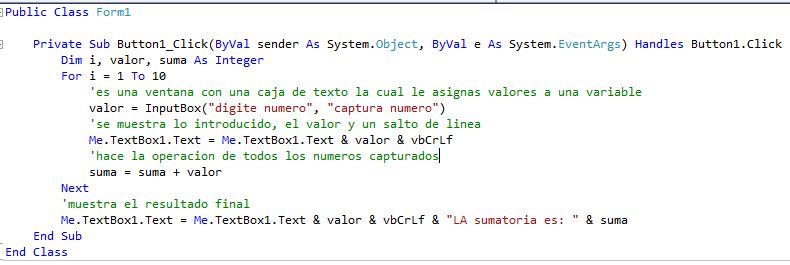 Public Class Form1
Private Sub Button1_Click(ByVal sender As System.Object, ByVal e As System.EventArgs) Handles Button1.Click
Dim i, valor, suma As Integer
For i = 1 To 10
'es una ventana con una caja de texto la cual le asignas valores a una variable
valor = InputBox("digite numero", "captura numero")
'se muestra lo introducido, el valor y un salto de linea
Me.TextBox1.Text = Me.TextBox1.Text & valor & vbCrLf
'hace la operacion de todos los numeros capturados
suma = suma + valor
Next
'muestra el resultado final
Me.TextBox1.Text = Me.TextBox1.Text & valor & vbCrLf & "LA sumatoria es: " & suma
End Sub
End Class